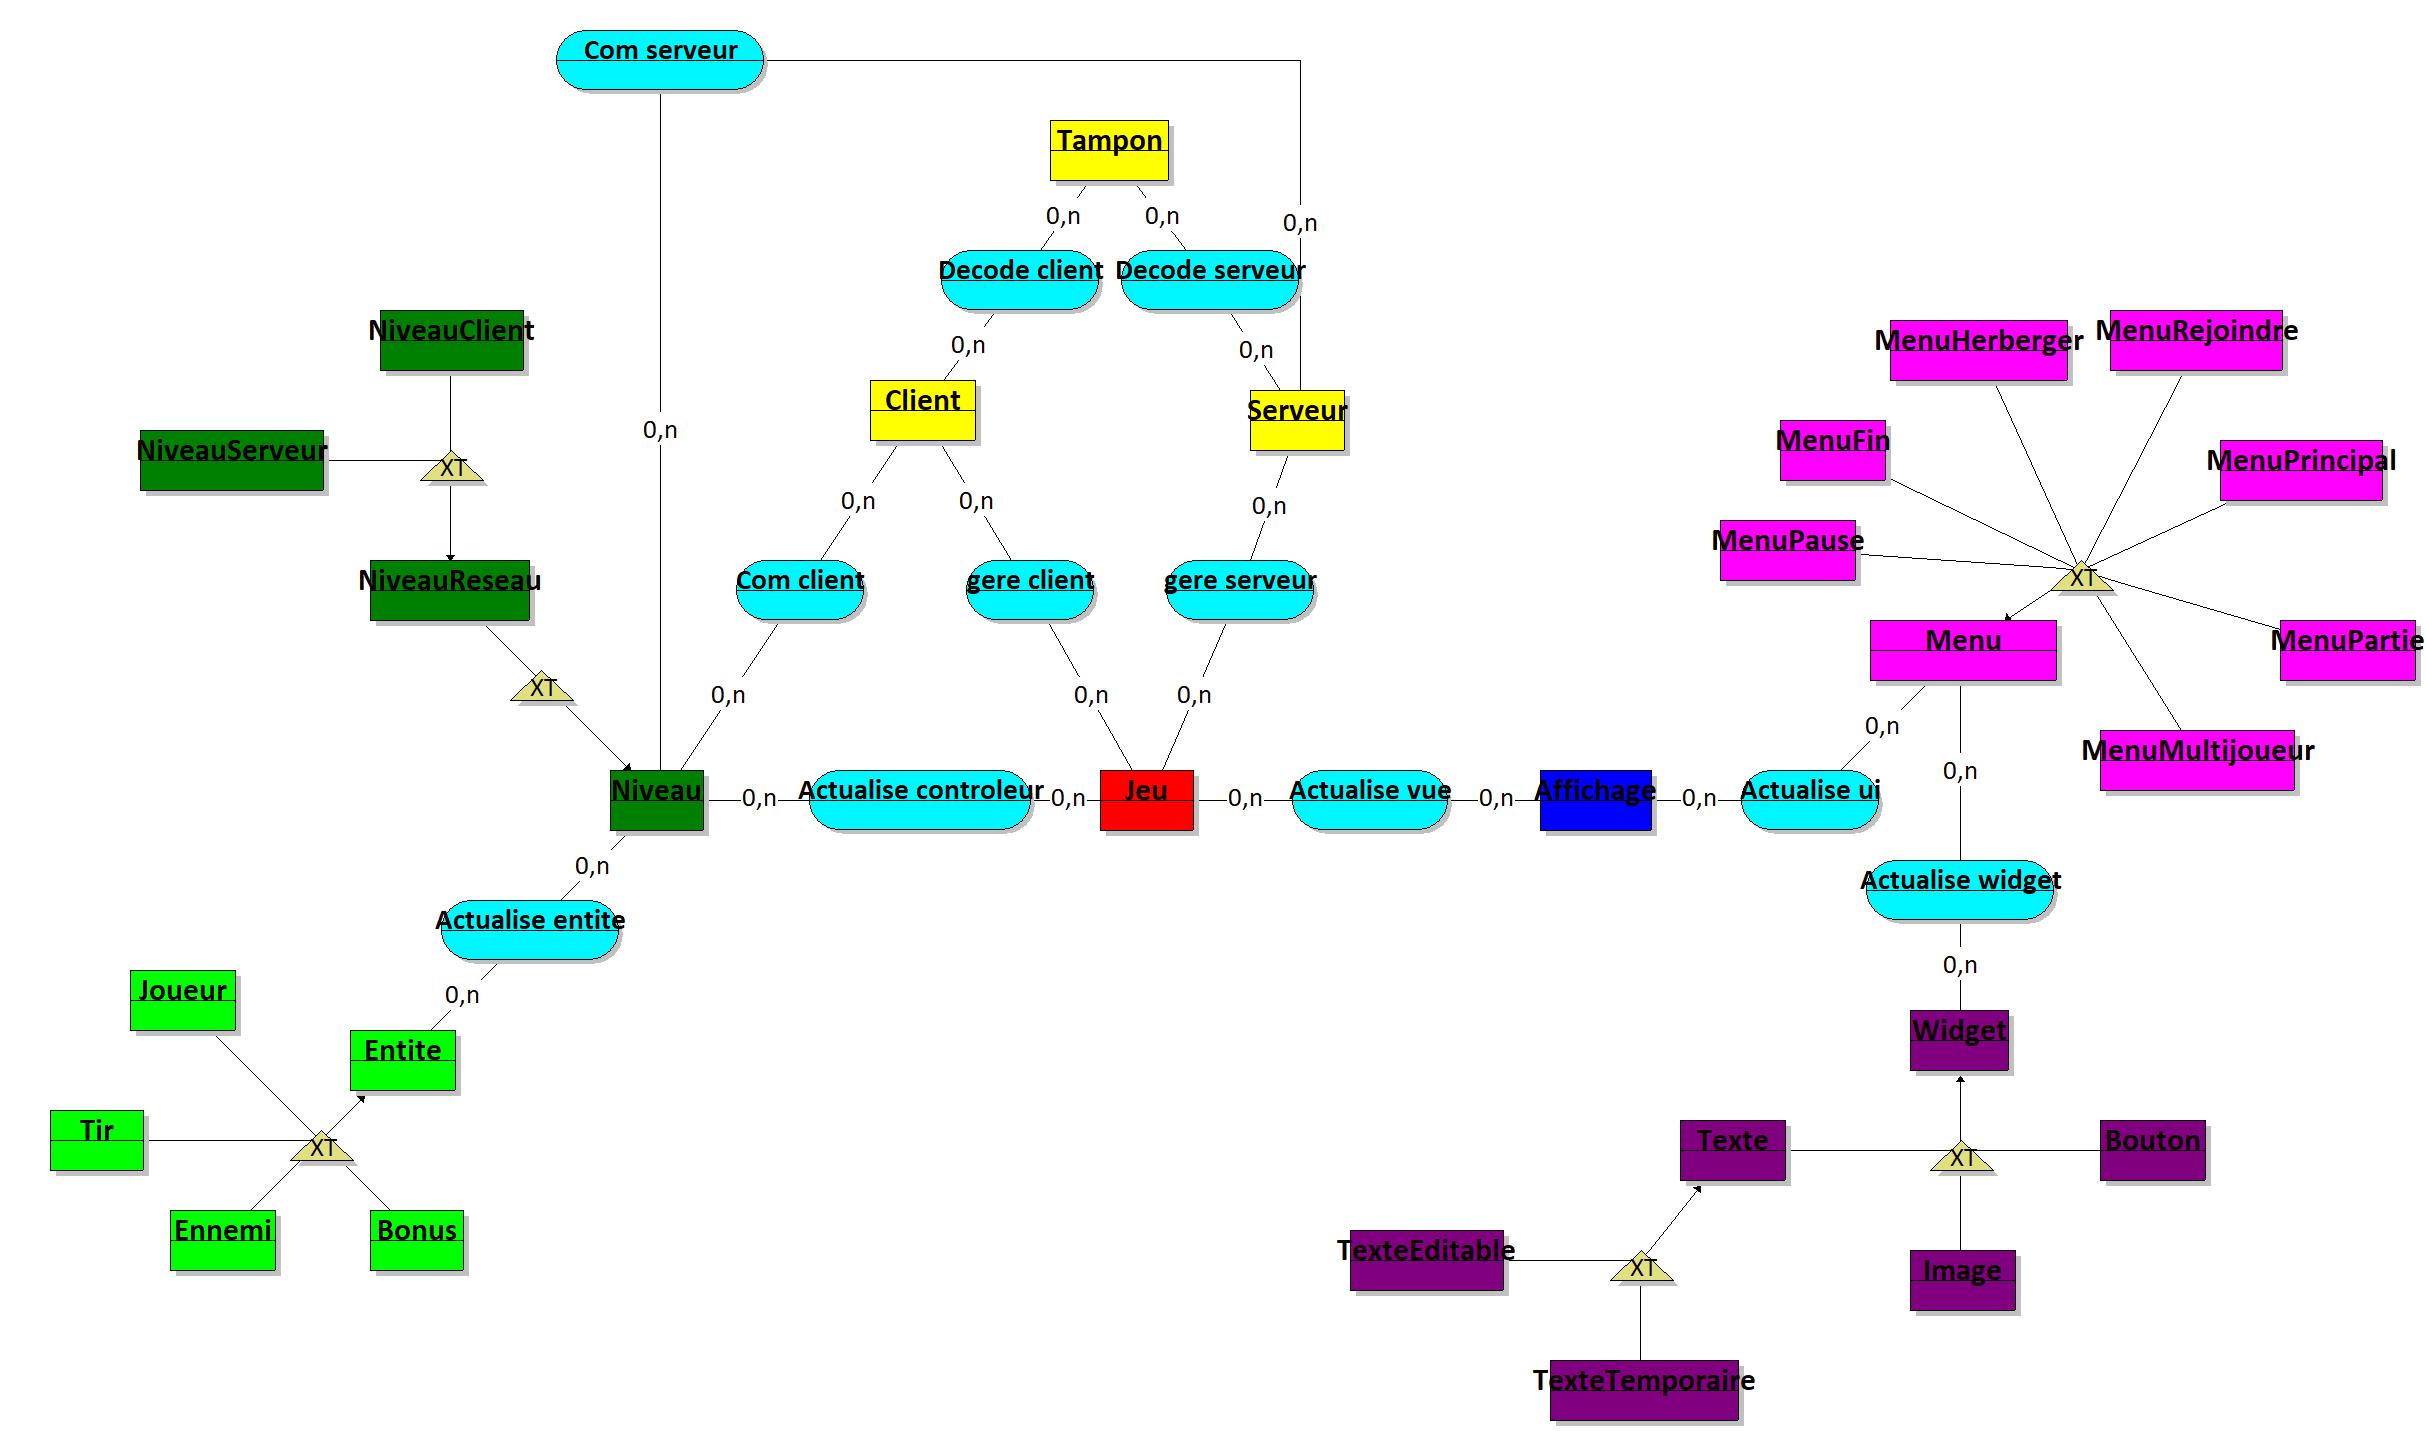 Com serveur
Tampon
0,n
0,n
0,n
Decode client
Decode serveur
NiveauClient
MenuHerberger
MenuRejoindre
0,n
0,n
Client
Serveur
0,n
NiveauServeur
XT
MenuFin
MenuPrincipal
0,n
0,n
0,n
MenuPause
NiveauReseau
Com client
gere client
gere serveur
XT
Menu
MenuPartie
XT
0,n
0,n
0,n
0,n
MenuMultijoueur
0,n
Niveau
0,n
Actualise controleur
0,n
Jeu
0,n
Actualise vue
0,n
Affichage
0,n
Actualise ui
0,n
Actualise entite
Actualise widget
0,n
0,n
Joueur
Entite
Widget
Tir
XT
Texte
XT
Bouton
Ennemi
Bonus
TexteEditable
XT
Image
TexteTemporaire